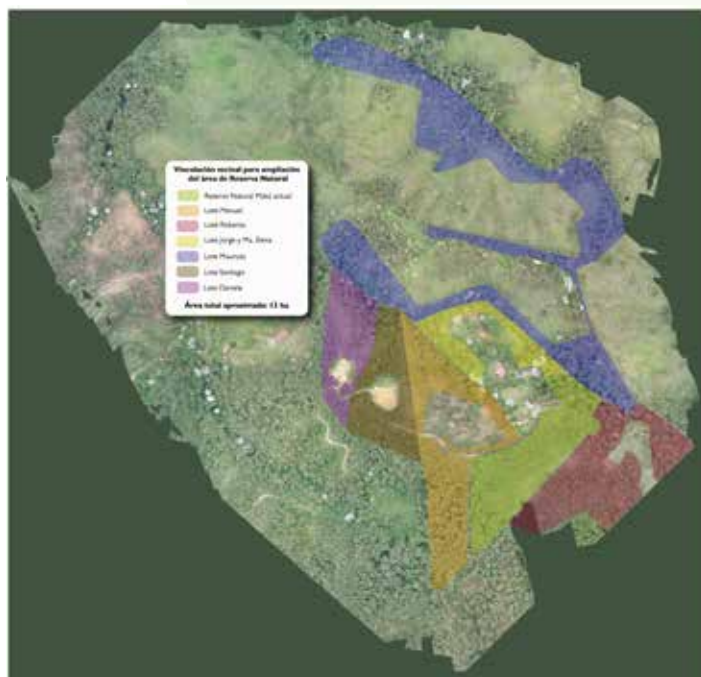 Vinculación vecinal para ampliación
del área de Reserva Natural
Reserva Natural actual
Lote Manuel
Lote Roberto
Lote Jorge y Ma. Elena
Lote Mauricio
Lote Santiago
Lote Daniela
Área total aproximada: 13 ha